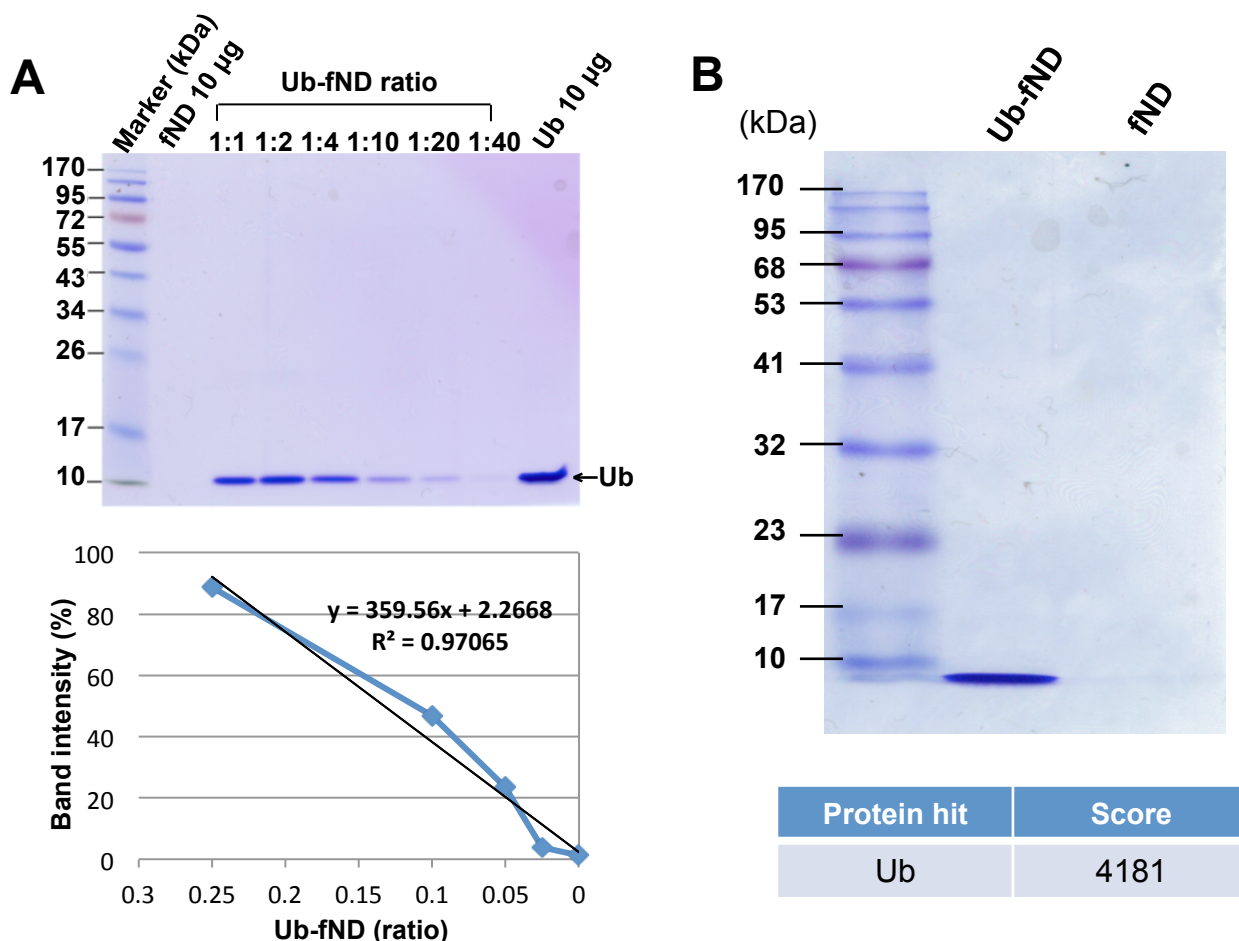 A
Marker (kDa)
fND 10 µg
Ub-fND ratio
1:1 1:2 1:4 1:10 1:20 1:40
Ub 10 µg
170
95
72
55
43
34
26
17
10
Ub
100
80
60
40
20
0
0.3 0.25 0.2 0.15 0.1 0.05 0
Band intensity (%)
Ub-fND (ratio)
y = 359.56x + 2.2668
R² = 0.97065
B
(kDa)
Ub-fND
fND
170
95
68
53
41
32
23
17
10
Protein hit Score
Ub 4181